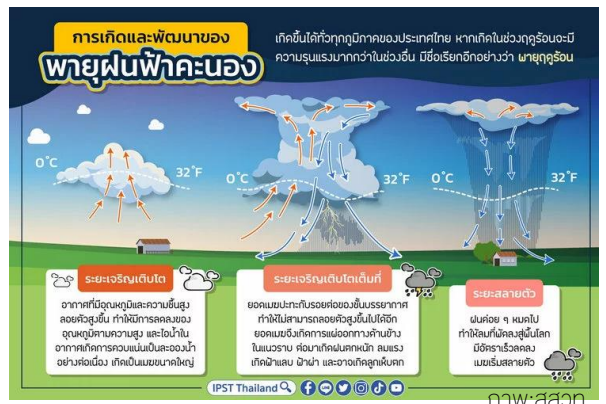 การเกิดและพัฒนาของ
พายุฝนฟ้าคะนอง
เกิดขึ้นได้ทั่วทุกภูมิภาคของประเทศไทย หากเกิดในช่วงฤดูร้อนจะมี
ความรุนแรงมากกว่าในช่วงอื่น มีชื่อเรียกอีกอย่างว่า พายุฤดูร้อน
0°C
32°F
0°C
32°F
0°C
32°F
ระยะเจริญเติบโต
อากาศที่มีอุณหภูมิและความชื้นสูง
ลอยตัวสูงขึ้น ทำให้มีการลดลงของ
อุณหภูมิตามความสูง และไอน้ำใน
อากาศเกิดการควบแน่นเป็นละอองน้ำ
อย่างต่อเนื่อง เกิดเป็นเมฆขนาดใหญ่
ระยะเจริญเติบโตเต็มที่
ยอดเมฆปะทะกับรอยต่อของชั้นบรรยากาศ
ทำให้ไม่สามารถลอยตัวสูงขึ้นไปได้อีก
ยอดเมฆจึงเกิดการแผ่ออกทางด้านข้าง
ในแนวราบ ต่อมาเกิดฝนตกหนัก ลมแรง
เกิดฟ้าแลบ ฟ้าผ่า และอาจเกิดลูกเห็บตก
ระยะสลายตัว
ฝนค่อย ๆ หมดไป
ทำให้ลมที่พัดลงสู่พื้นโลก
มีอัตราเร็วลดลง
เมฆเริ่มสลายตัว
IPST Thailand
ภาพ:สสวท